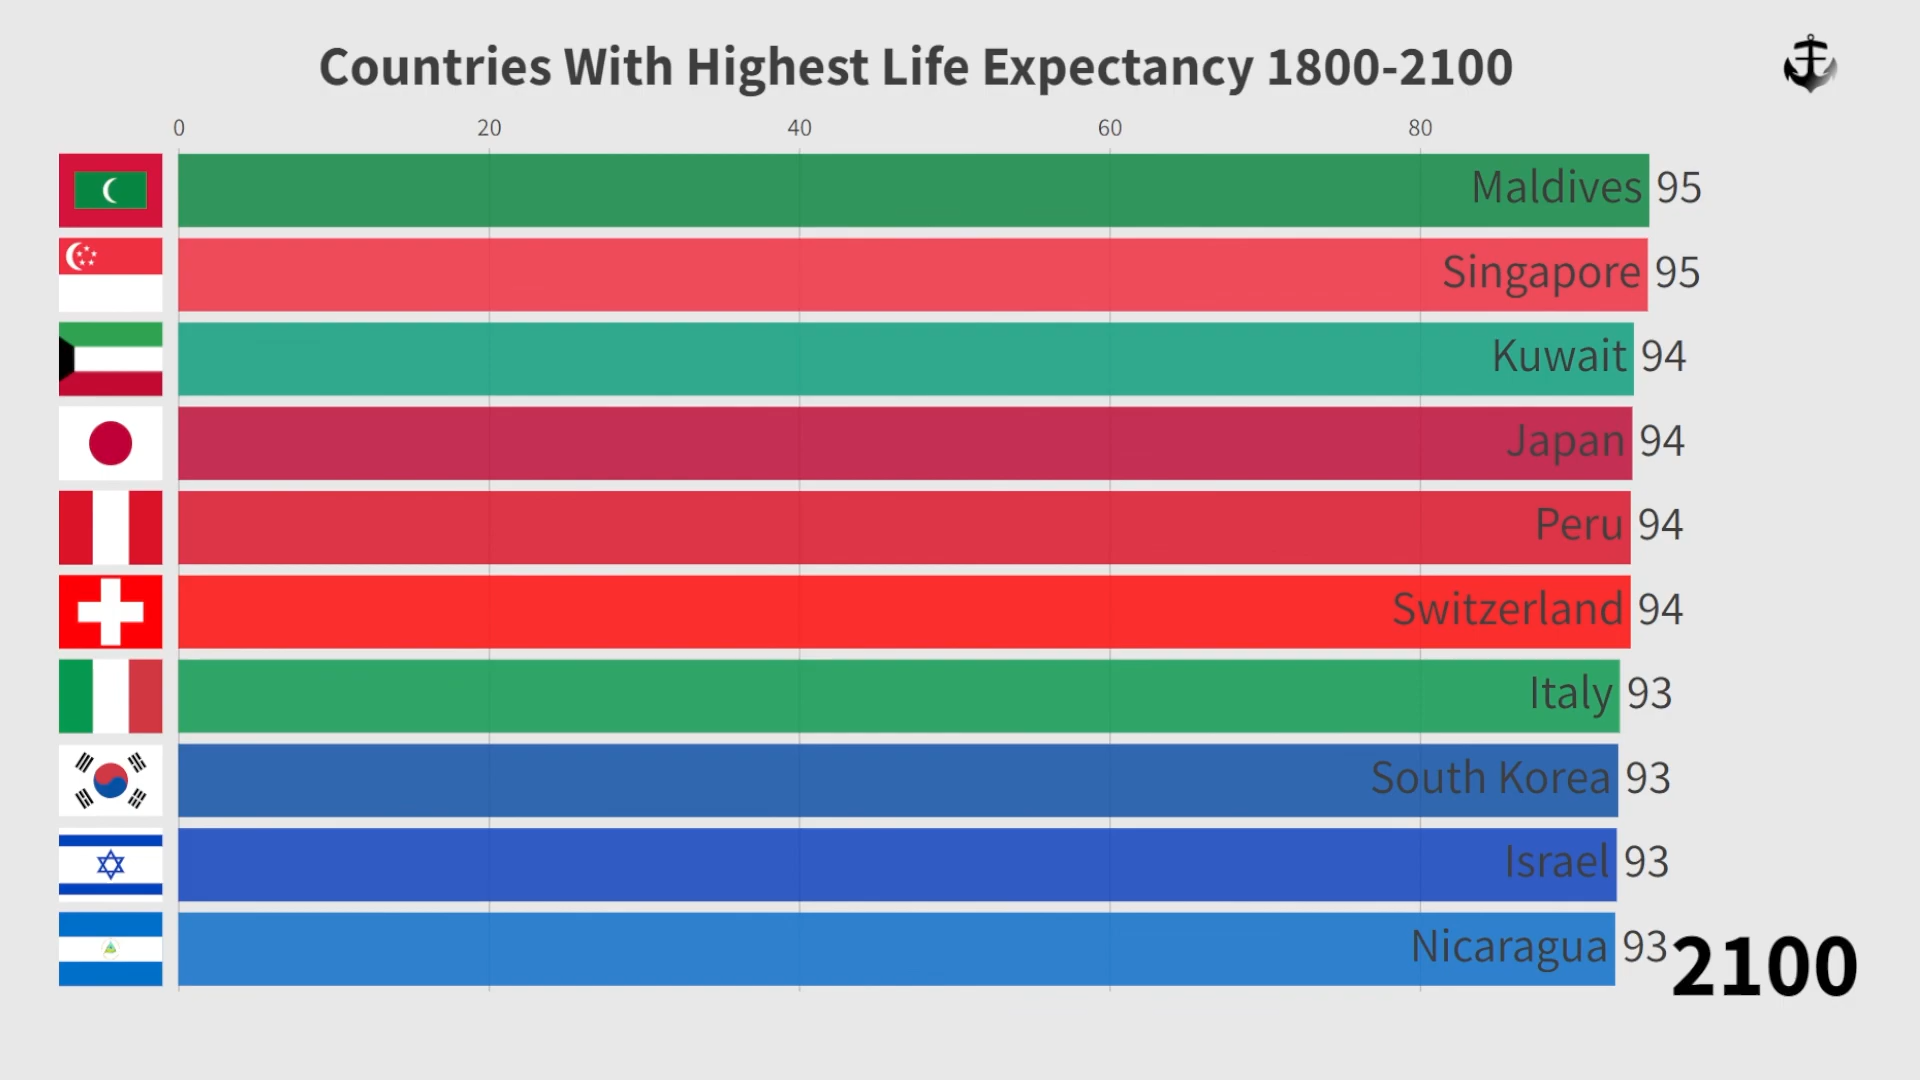 Countries With Highest Life Expectancy 1800-2100
0 20 40 60 80
Maldives 95
Singapore 95
Kuwait 94
Japan 94
Peru 94
Switzerland 94
Italy 93
South Korea 93
Israel 93
Nicaragua 93
2100